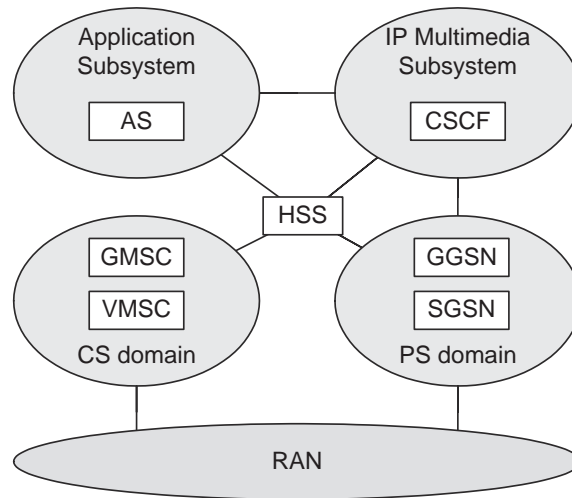 Application
Subsystem
AS
IP Multimedia
Subsystem
CSCF
HSS
GMSC
VMSC
CS domain
GGSN
SGSN
PS domain
RAN